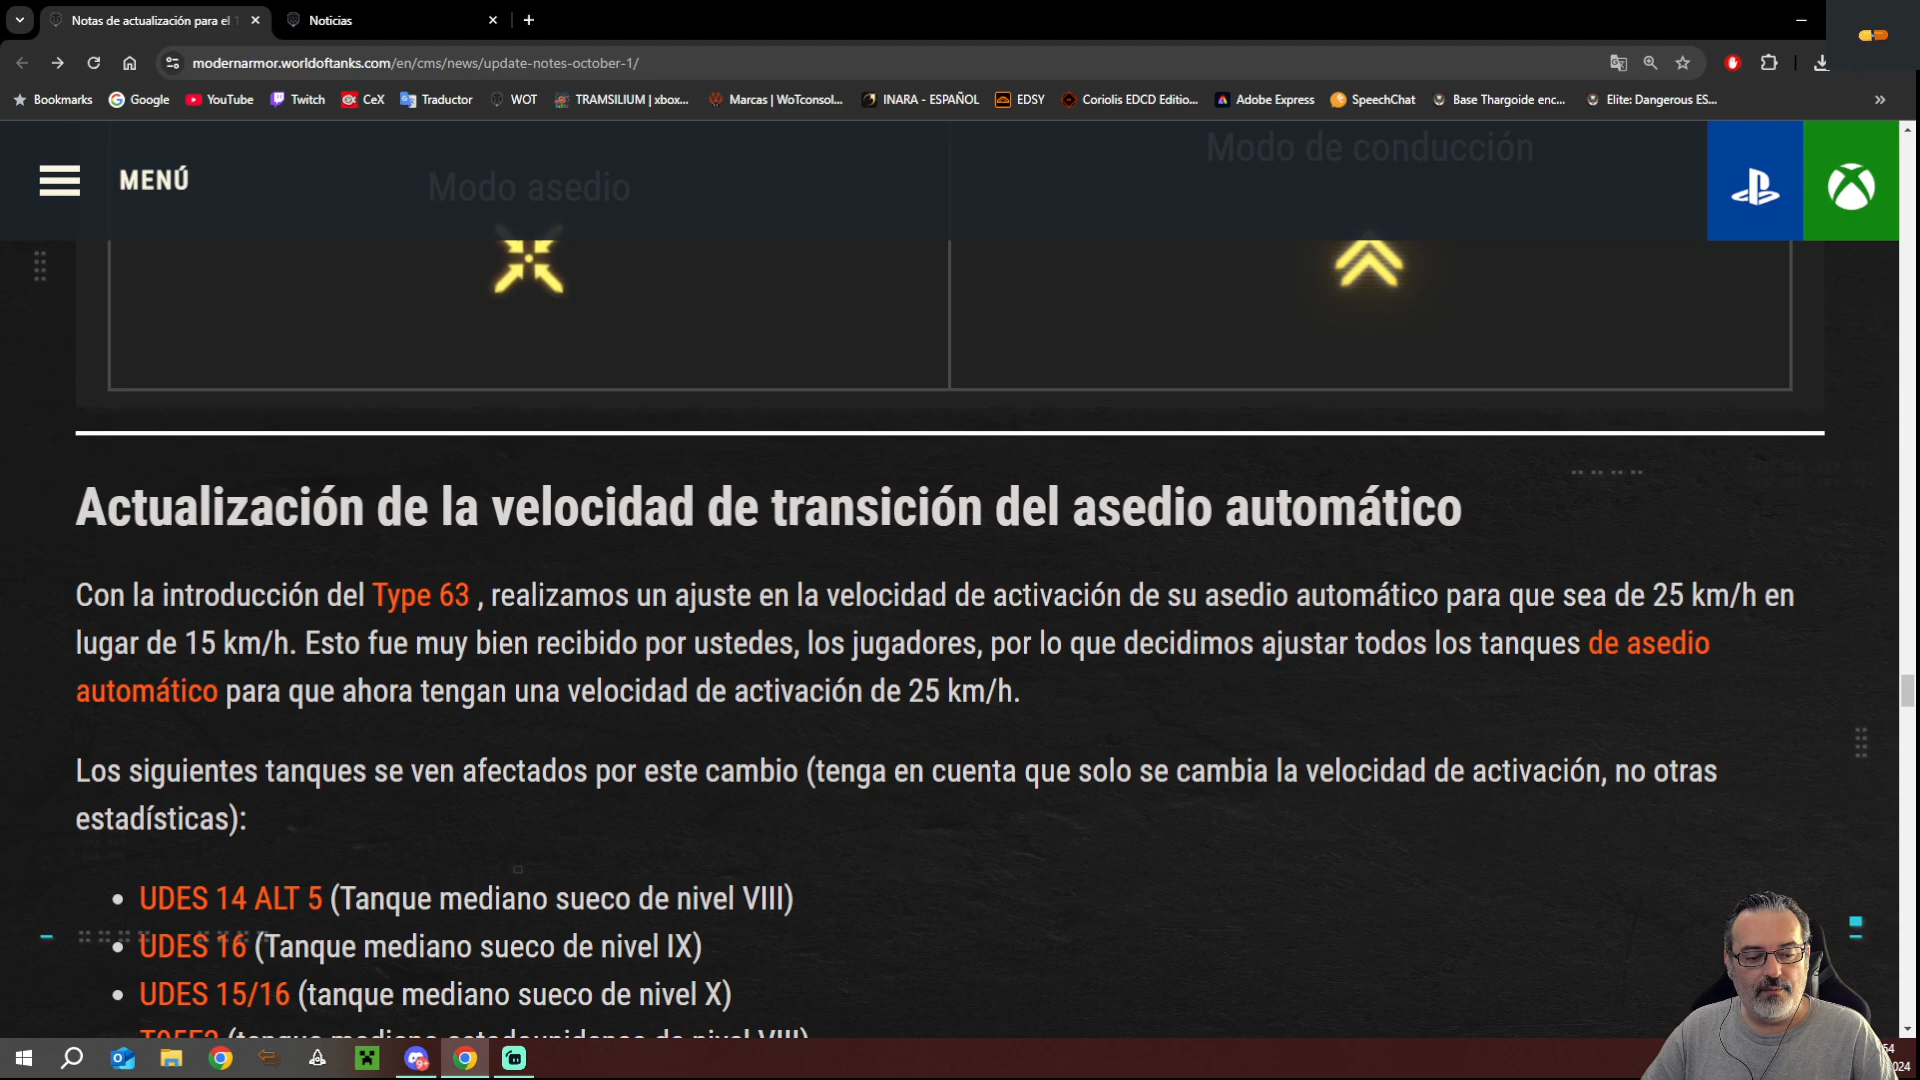 Notas de actualización para el 1
Noticias
modernarmor.worldoftanks.com/en/cms/news/update-notes-october-1/
Bookmarks
Google
YouTube
Twitch
CeX
Traductor
WOT
TRAMSILIUM | xbox...
Marcas | WoTconsol...
INARA - ESPAÑOL
EDSY
Coriolis EDCD Editio...
Adobe Express
SpeechChat
Base Thargoide enc...
Elite: Dangerous ES...
MENÚ
Modo asedio
Modo de conducción
Actualización de la velocidad de transición del asedio automático
Con la introducción del Type 63 , realizamos un ajuste en la velocidad de activación de su asedio automático para que sea de 25 km/h en
lugar de 15 km/h. Esto fue muy bien recibido por ustedes, los jugadores, por lo que decidimos ajustar todos los tanques de asedio
automático para que ahora tengan una velocidad de activación de 25 km/h.
Los siguientes tanques se ven afectados por este cambio (tenga en cuenta que solo se cambia la velocidad de activación, no otras
estadísticas):
• UDES 14 ALT 5 (Tanque mediano sueco de nivel VIII)
• UDES 16 (Tanque mediano sueco de nivel IX)
• UDES 15/16 (tanque mediano sueco de nivel X)
(tanque mediano estadounidense de nivel VIII)
9+